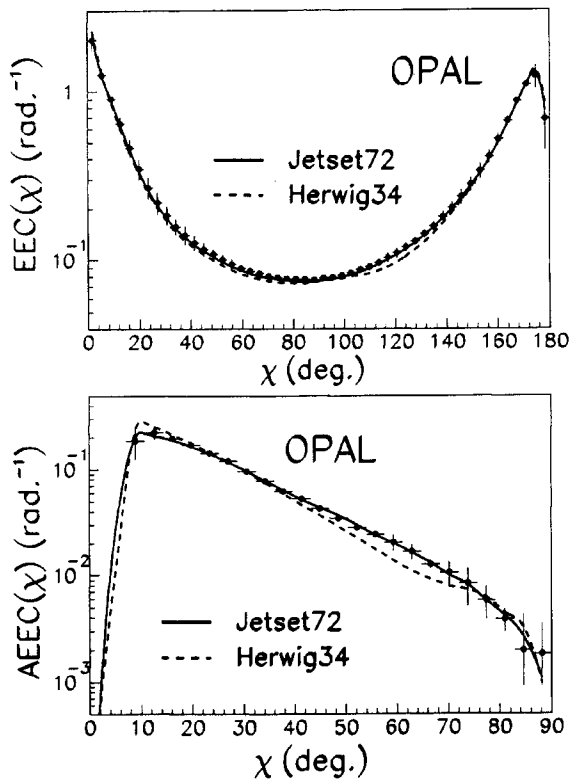 EEC(χ) (rad.⁻¹)
1
10⁻¹
OPAL
Jetset72
Herwig34
0 20 40 60 80 100 120 140 160 180
χ (deg.)
AEEC(χ) (rad.⁻¹)
10⁻¹
10⁻²
10⁻³
OPAL
Jetset72
Herwig34
0 10 20 30 40 50 60 70 80 90
χ (deg.)